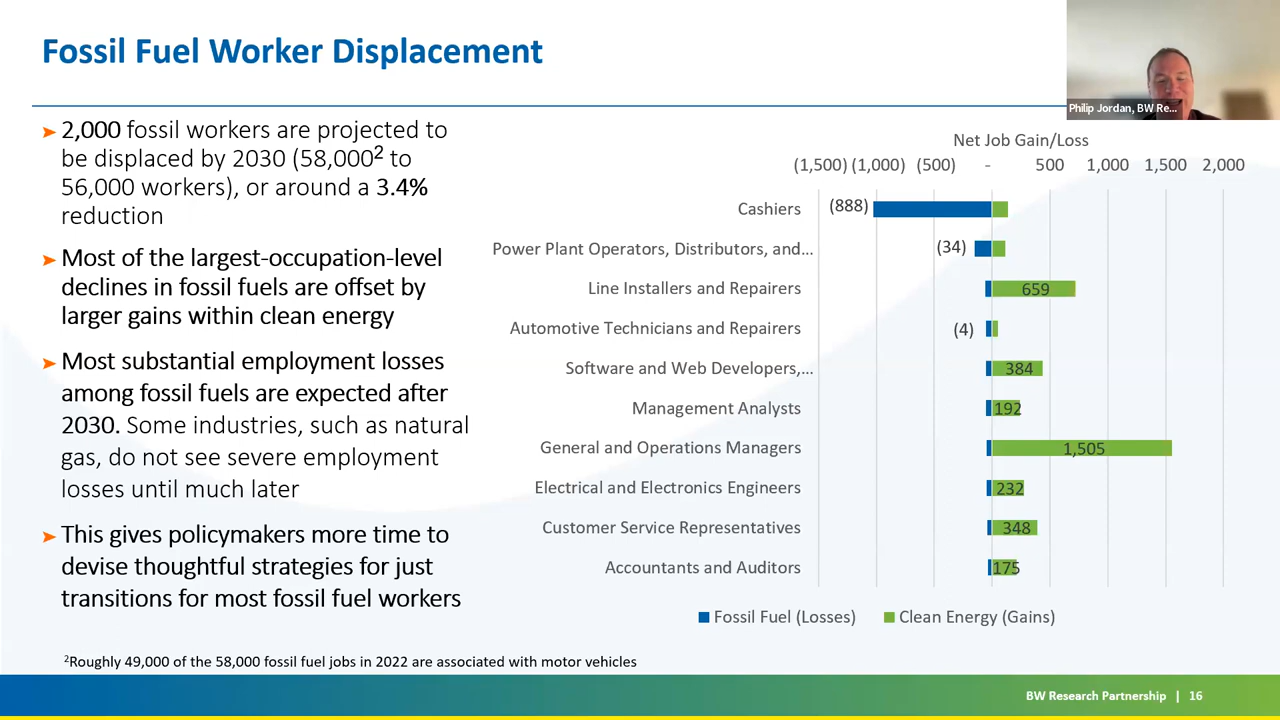 Fossil Fuel Worker Displacement
Philip Jordan, BW Re...
➤ 2,000 fossil workers are projected to
be displaced by 2030 (58,000² to
56,000 workers), or around a 3.4%
reduction
➤ Most of the largest-occupation-level
declines in fossil fuels are offset by
larger gains within clean energy
➤ Most substantial employment losses
among fossil fuels are expected after
2030. Some industries, such as natural
gas, do not see severe employment
losses until much later
➤ This gives policymakers more time to
devise thoughtful strategies for just
transitions for most fossil fuel workers
Net Job Gain/Loss
(1,500) (1,000) (500) - 500 1,000 1,500 2,000
Cashiers (888)
Power Plant Operators, Distributors, and... (34)
Line Installers and Repairers 659
Automotive Technicians and Repairers (4)
Software and Web Developers,... 384
Management Analysts 192
General and Operations Managers 1,505
Electrical and Electronics Engineers 232
Customer Service Representatives 348
Accountants and Auditors 175
Fossil Fuel (Losses) Clean Energy (Gains)
²Roughly 49,000 of the 58,000 fossil fuel jobs in 2022 are associated with motor vehicles
BW Research Partnership | 16